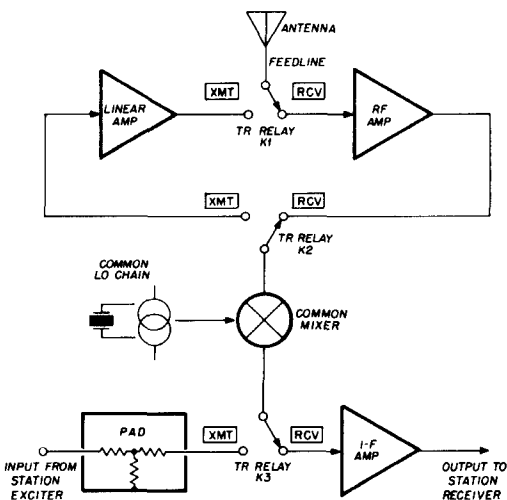 ANTENNA
FEEDLINE
XMT
RCV
LINEAR
AMP
TR RELAY
K1
RF
AMP
XMT
RCV
TR RELAY
K2
COMMON
LO CHAIN
COMMON
MIXER
PAD
XMT
RCV
I-F
AMP
INPUT FROM
STATION
EXCITER
TR RELAY
K3
OUTPUT TO
STATION
RECEIVER